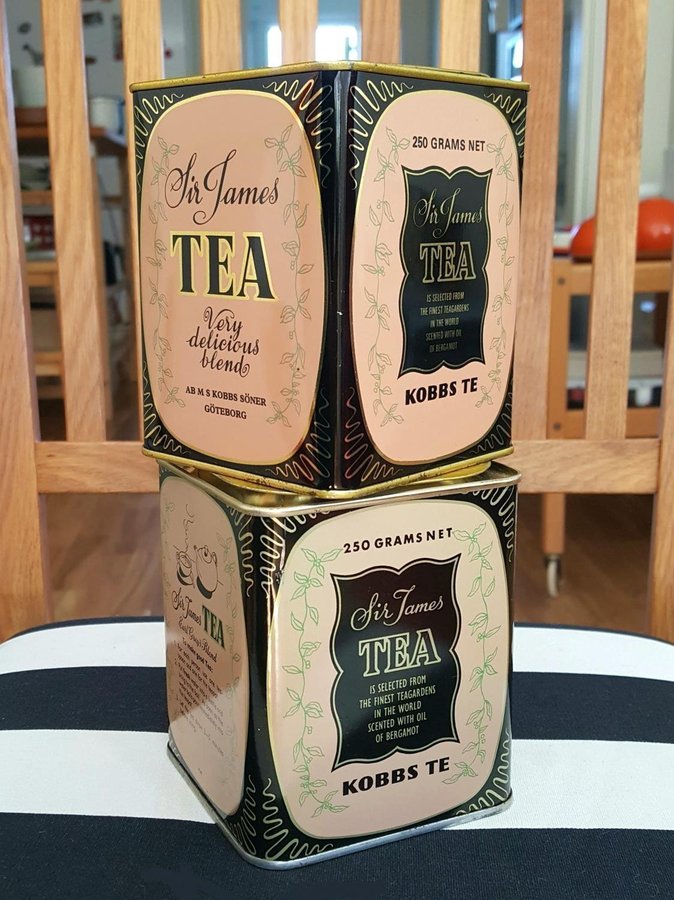 Sir James
TEA
Very
delicious
blend
AB M S KOBBS SÖNER
GÖTEBORG
250 GRAMS NET
Sir James
TEA
IS SELECTED FROM
THE FINEST TEAGARDENS
IN THE WORLD
SCENTED WITH OIL
OF BERGAMOT
KOBBS TE
Sir James TEA
Earl Grey's Blend
250 GRAMS NET
Sir James
TEA
IS SELECTED FROM
THE FINEST TEAGARDENS
IN THE WORLD
SCENTED WITH OIL
OF BERGAMOT
KOBBS TE